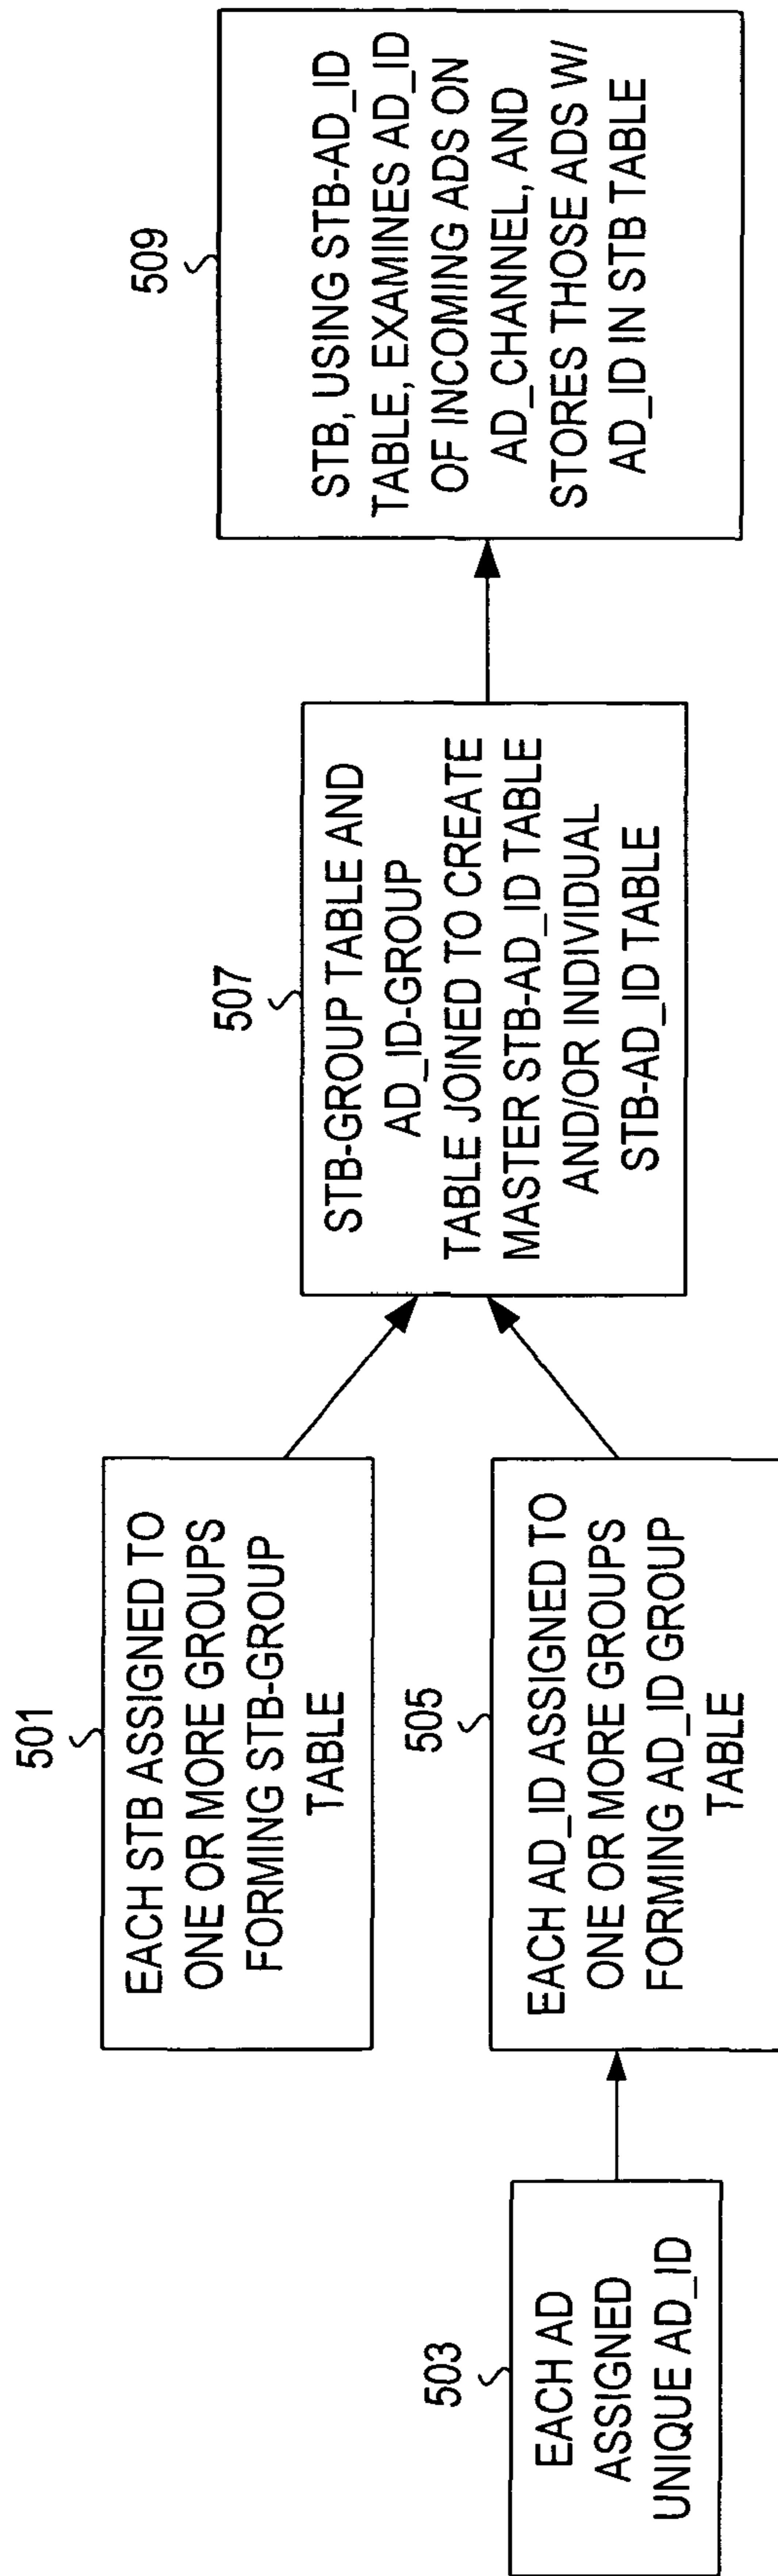 501
EACH STB ASSIGNED TO
ONE OR MORE GROUPS
FORMING STB-GROUP
TABLE
503
EACH AD
ASSIGNED
UNIQUE AD_ID
505
EACH AD_ID ASSIGNED TO
ONE OR MORE GROUPS
FORMING AD_ID GROUP
TABLE
507
STB-GROUP TABLE AND
AD_ID-GROUP
TABLE JOINED TO CREATE
MASTER STB-AD_ID TABLE
AND/OR INDIVIDUAL
STB-AD_ID TABLE
509
STB, USING STB-AD_ID
TABLE, EXAMINES AD_ID
OF INCOMING ADS ON
AD_CHANNEL, AND
STORES THOSE ADS W/
AD_ID IN STB TABLE